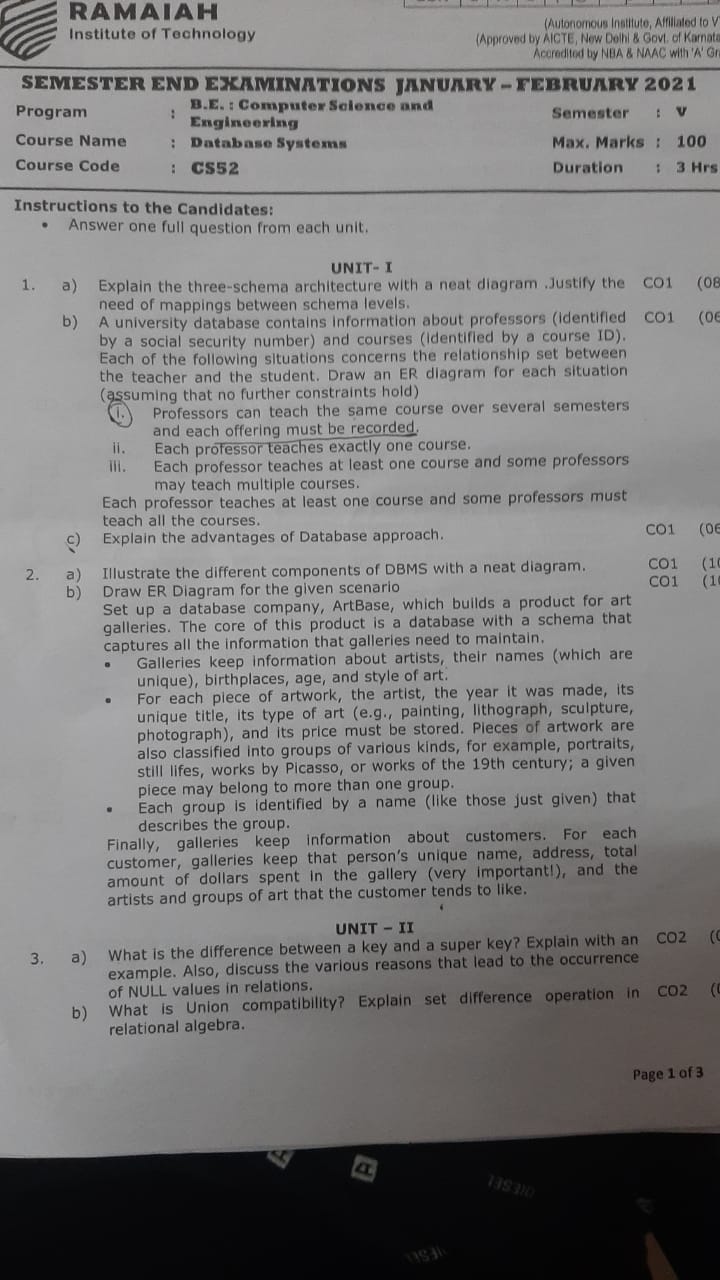 RAMAIAH
Institute of Technology
(Autonomous Institute, Affiliated to V
(Approved by AICTE, New Delhi & Govt. of Karnata
Accredited by NBA & NAAC with 'A' Gr
SEMESTER END EXAMINATIONS JANUARY – FEBRUARY 2021
Program : B.E. : Computer Science and Engineering Semester : V
Course Name : Database Systems Max. Marks : 100
Course Code : CS52 Duration : 3 Hrs
Instructions to the Candidates:
• Answer one full question from each unit.
UNIT- I
1. a) Explain the three-schema architecture with a neat diagram .Justify the CO1 (08
need of mappings between schema levels.
b) A university database contains information about professors (identified CO1 (06
by a social security number) and courses (identified by a course ID).
Each of the following situations concerns the relationship set between
the teacher and the student. Draw an ER diagram for each situation
(assuming that no further constraints hold)
i. Professors can teach the same course over several semesters
and each offering must be recorded.
ii. Each professor teaches exactly one course.
iii. Each professor teaches at least one course and some professors
may teach multiple courses.
Each professor teaches at least one course and some professors must
teach all the courses.
c) Explain the advantages of Database approach. CO1 (06
2. a) Illustrate the different components of DBMS with a neat diagram. CO1 (10
b) Draw ER Diagram for the given scenario CO1 (10
Set up a database company, ArtBase, which builds a product for art
galleries. The core of this product is a database with a schema that
captures all the information that galleries need to maintain.
• Galleries keep information about artists, their names (which are
unique), birthplaces, age, and style of art.
• For each piece of artwork, the artist, the year it was made, its
unique title, its type of art (e.g., painting, lithograph, sculpture,
photograph), and its price must be stored. Pieces of artwork are
also classified into groups of various kinds, for example, portraits,
still lifes, works by Picasso, or works of the 19th century; a given
piece may belong to more than one group.
• Each group is identified by a name (like those just given) that
describes the group.
Finally, galleries keep information about customers. For each
customer, galleries keep that person's unique name, address, total
amount of dollars spent in the gallery (very important!), and the
artists and groups of art that the customer tends to like.
UNIT – II
3. a) What is the difference between a key and a super key? Explain with an CO2 (
example. Also, discuss the various reasons that lead to the occurrence
of NULL values in relations.
b) What is Union compatibility? Explain set difference operation in CO2 (
relational algebra.
Page 1 of 3
DIESEL